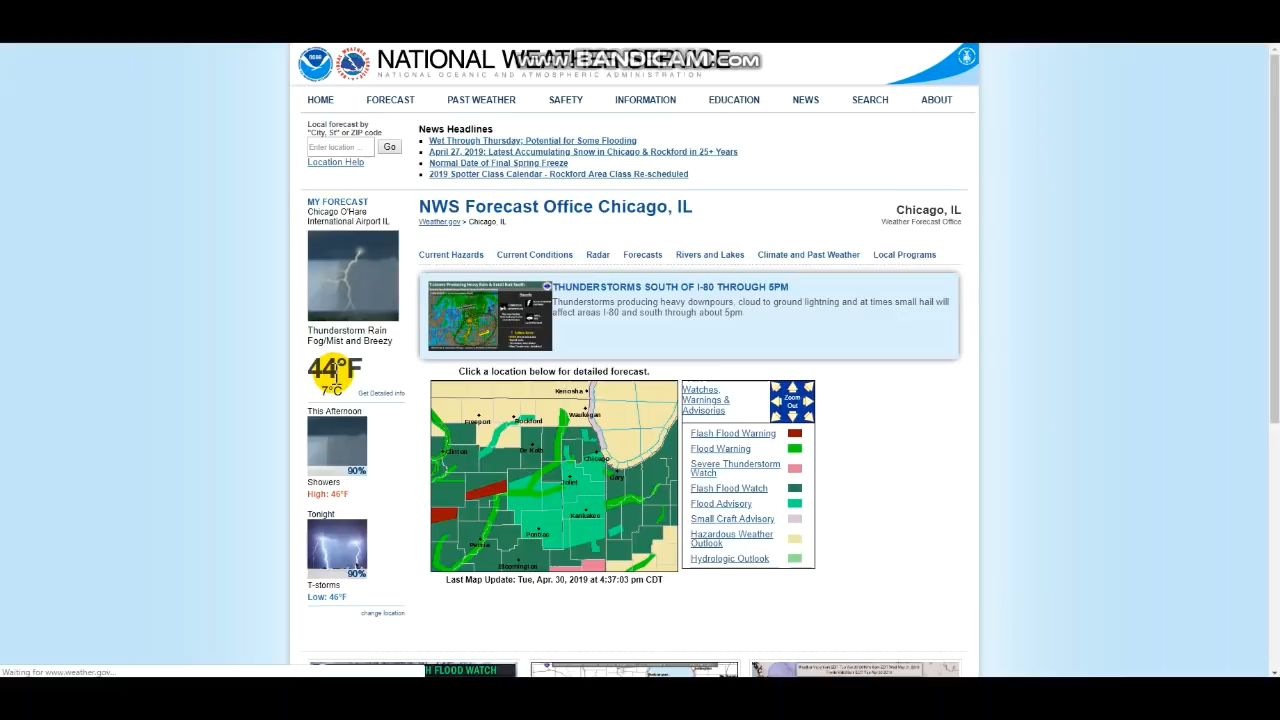 NATIONAL WEATHER SERVICE
www.BANDICAM.com
NATIONAL OCEANIC AND ATMOSPHERIC ADMINISTRATION
HOME FORECAST PAST WEATHER SAFETY INFORMATION EDUCATION NEWS SEARCH ABOUT
Local forecast by
"City, St" or ZIP code
Enter location ...
Go
Location Help
News Headlines
Wet Through Thursday; Potential for Some Flooding
April 27, 2019: Latest Accumulating Snow in Chicago & Rockford in 25+ Years
Normal Date of Final Spring Freeze
2019 Spotter Class Calendar - Rockford Area Class Re-scheduled
MY FORECAST
Chicago O'Hare
International Airport IL
Thunderstorm Rain
Fog/Mist and Breezy
44°F
7°C
Get Detailed info
This Afternoon
90%
Showers
High: 46°F
Tonight
90%
T-storms
Low: 46°F
change location
NWS Forecast Office Chicago, IL
Weather.gov > Chicago, IL
Chicago, IL
Weather Forecast Office
Current Hazards Current Conditions Radar Forecasts Rivers and Lakes Climate and Past Weather Local Programs
THUNDERSTORMS SOUTH OF I-80 THROUGH 5PM
Thunderstorms producing heavy downpours, cloud to ground lightning and at times small hail will
affect areas I-80 and south through about 5pm.
Click a location below for detailed forecast.
Kenosha
Waukegan
Freeport
Rockford
Clinton
De Kalb
Chicago
Joliet
Gary
Kankakee
Pontiac
Peoria
Bloomington
Last Map Update: Tue, Apr. 30, 2019 at 4:37:03 pm CDT
Watches,
Warnings &
Advisories
Zoom
Out
Flash Flood Warning
Flood Warning
Severe Thunderstorm
Watch
Flash Flood Watch
Flood Advisory
Small Craft Advisory
Hazardous Weather
Outlook
Hydrologic Outlook
Waiting for www.weather.gov...
H FLOOD WATCH